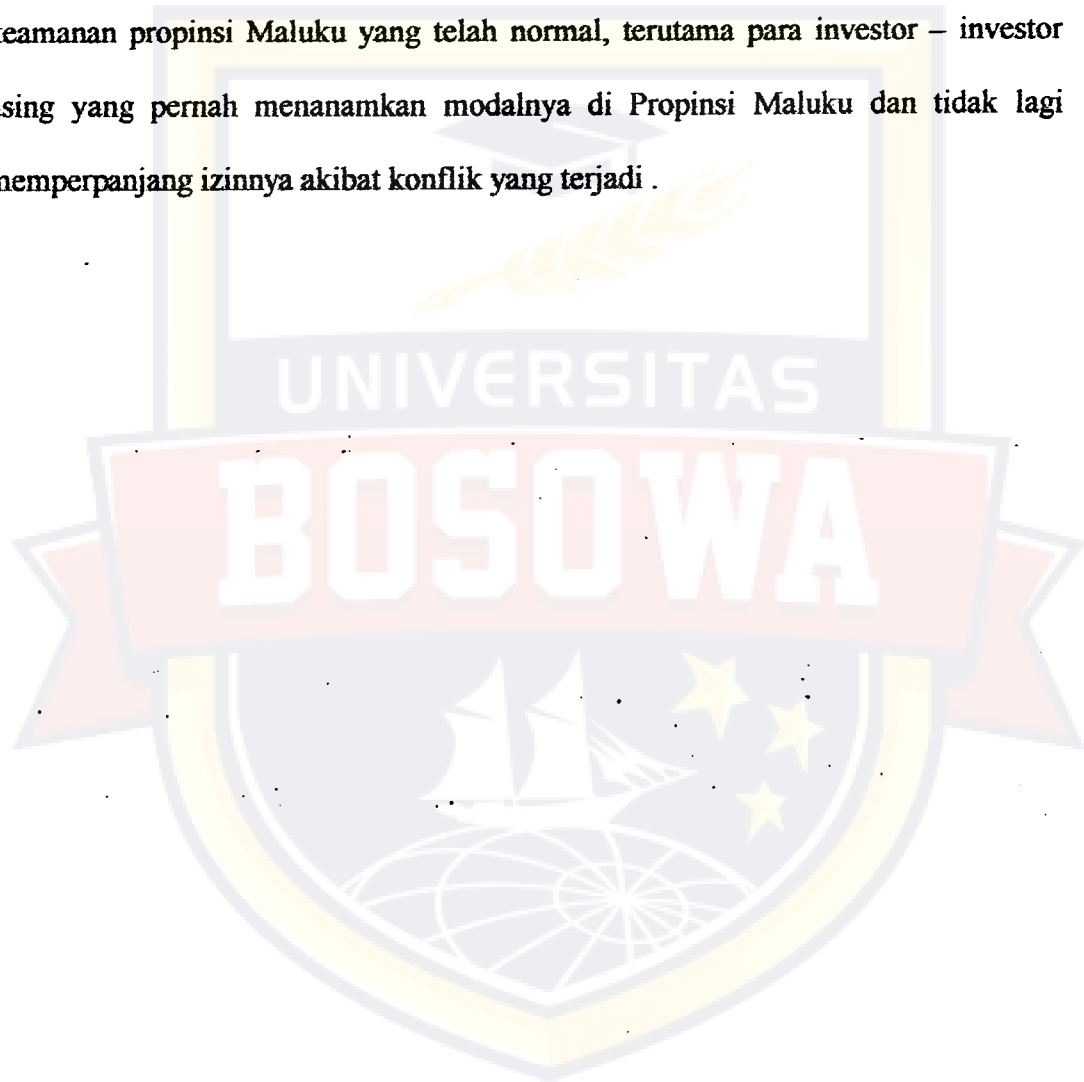 eamanan propinsi Maluku yang telah normal, terutama para investor – investor
sing yang pernah menanamkan modalnya di Propinsi Maluku dan tidak lagi
nemperpanjang izinnya akibat konflik yang terjadi .
UNIVERSITAS
BOSOWA